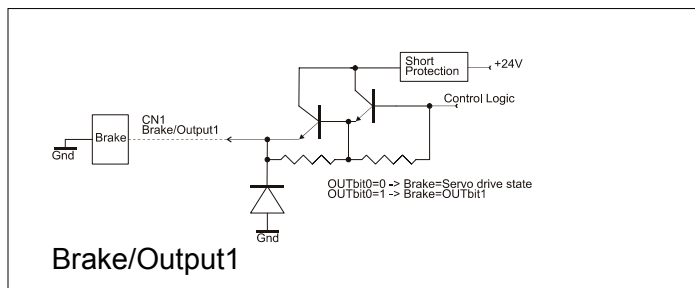 Short
Protection
+24V
Control Logic
CN1
Brake/Output1
Brake
Gnd
OUTbit0=0 -> Brake=Servo drive state
OUTbit0=1 -> Brake=OUTbit1
Gnd
Brake/Output1